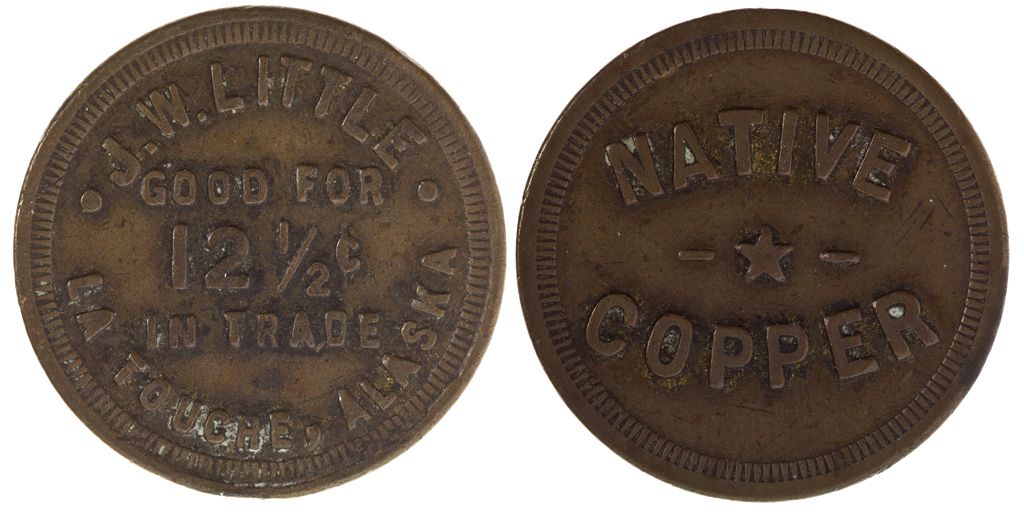 J.W. LITTLE
GOOD FOR
12 ½¢
IN TRADE
LA TOUCHE, ALASKA
NATIVE
COPPER